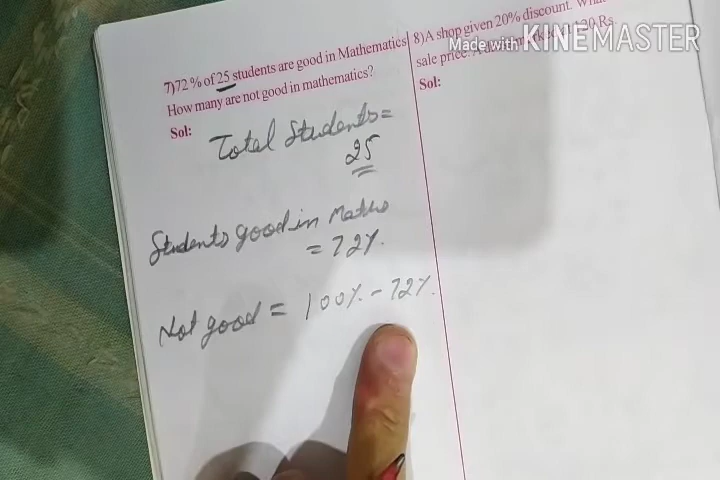 7)72 % of 25 students are good in Mathematics
How many are not good in mathematics?
Sol:
Total Students =
25
Students good in Maths
= 72%.
Not good = 100% - 72%.
8)A shop given 20% discount.
sale price.
Sol:
Made with KINEMASTER